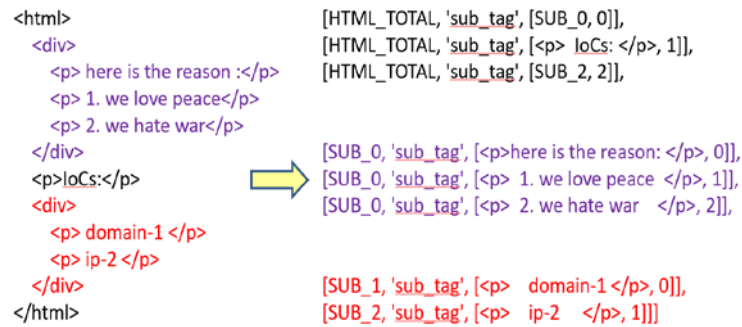 <html>
<div>
<p> here is the reason :</p>
<p> 1. we love peace</p>
<p> 2. we hate war</p>
</div>
<p>IoCs:</p>
<div>
<p> domain-1 </p>
<p> ip-2 </p>
</div>
</html>
[HTML_TOTAL, 'sub_tag', [SUB_0, 0]],
[HTML_TOTAL, 'sub_tag', [<p> IoCs: </p>, 1]],
[HTML_TOTAL, 'sub_tag', [SUB_2, 2]],
[SUB_0, 'sub_tag', [<p>here is the reason: </p>, 0]],
[SUB_0, 'sub_tag', [<p> 1. we love peace </p>, 1]],
[SUB_0, 'sub_tag', [<p> 2. we hate war </p>, 2]],
[SUB_1, 'sub_tag', [<p> domain-1 </p>, 0]],
[SUB_2, 'sub_tag', [<p> ip-2 </p>, 1]]]